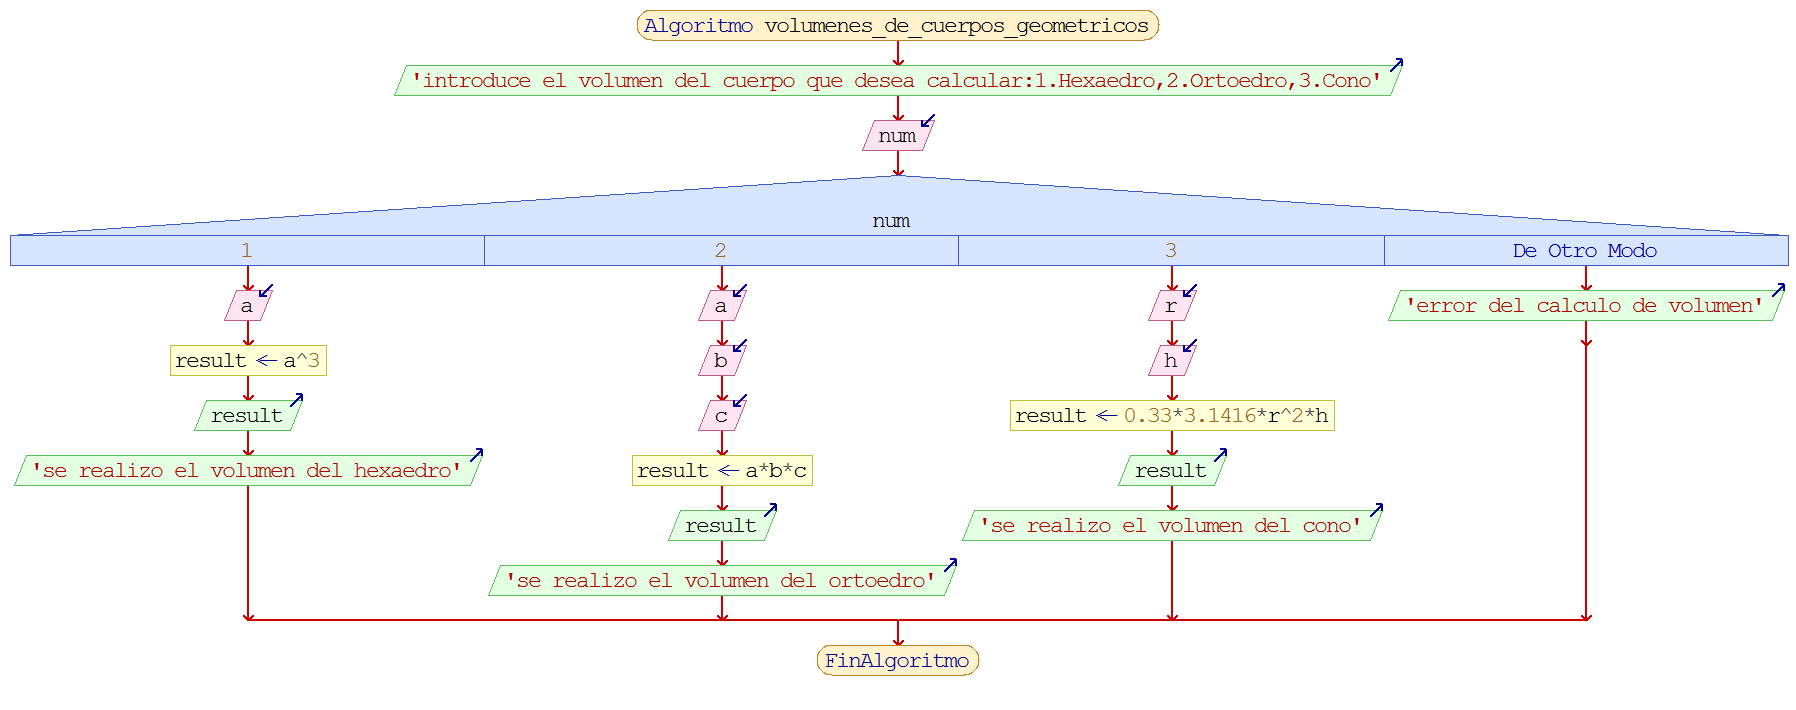 Algoritmo volumenes_de_cuerpos_geometricos
'introduce el volumen del cuerpo que desea calcular:1.Hexaedro,2.Ortoedro,3.Cono'
num
num
1
2
3
De Otro Modo
a
result ← a^3
result
'se realizo el volumen del hexaedro'
a
b
c
result ← a*b*c
result
'se realizo el volumen del ortoedro'
r
h
result ← 0.33*3.1416*r^2*h
result
'se realizo el volumen del cono'
'error del calculo de volumen'
FinAlgoritmo